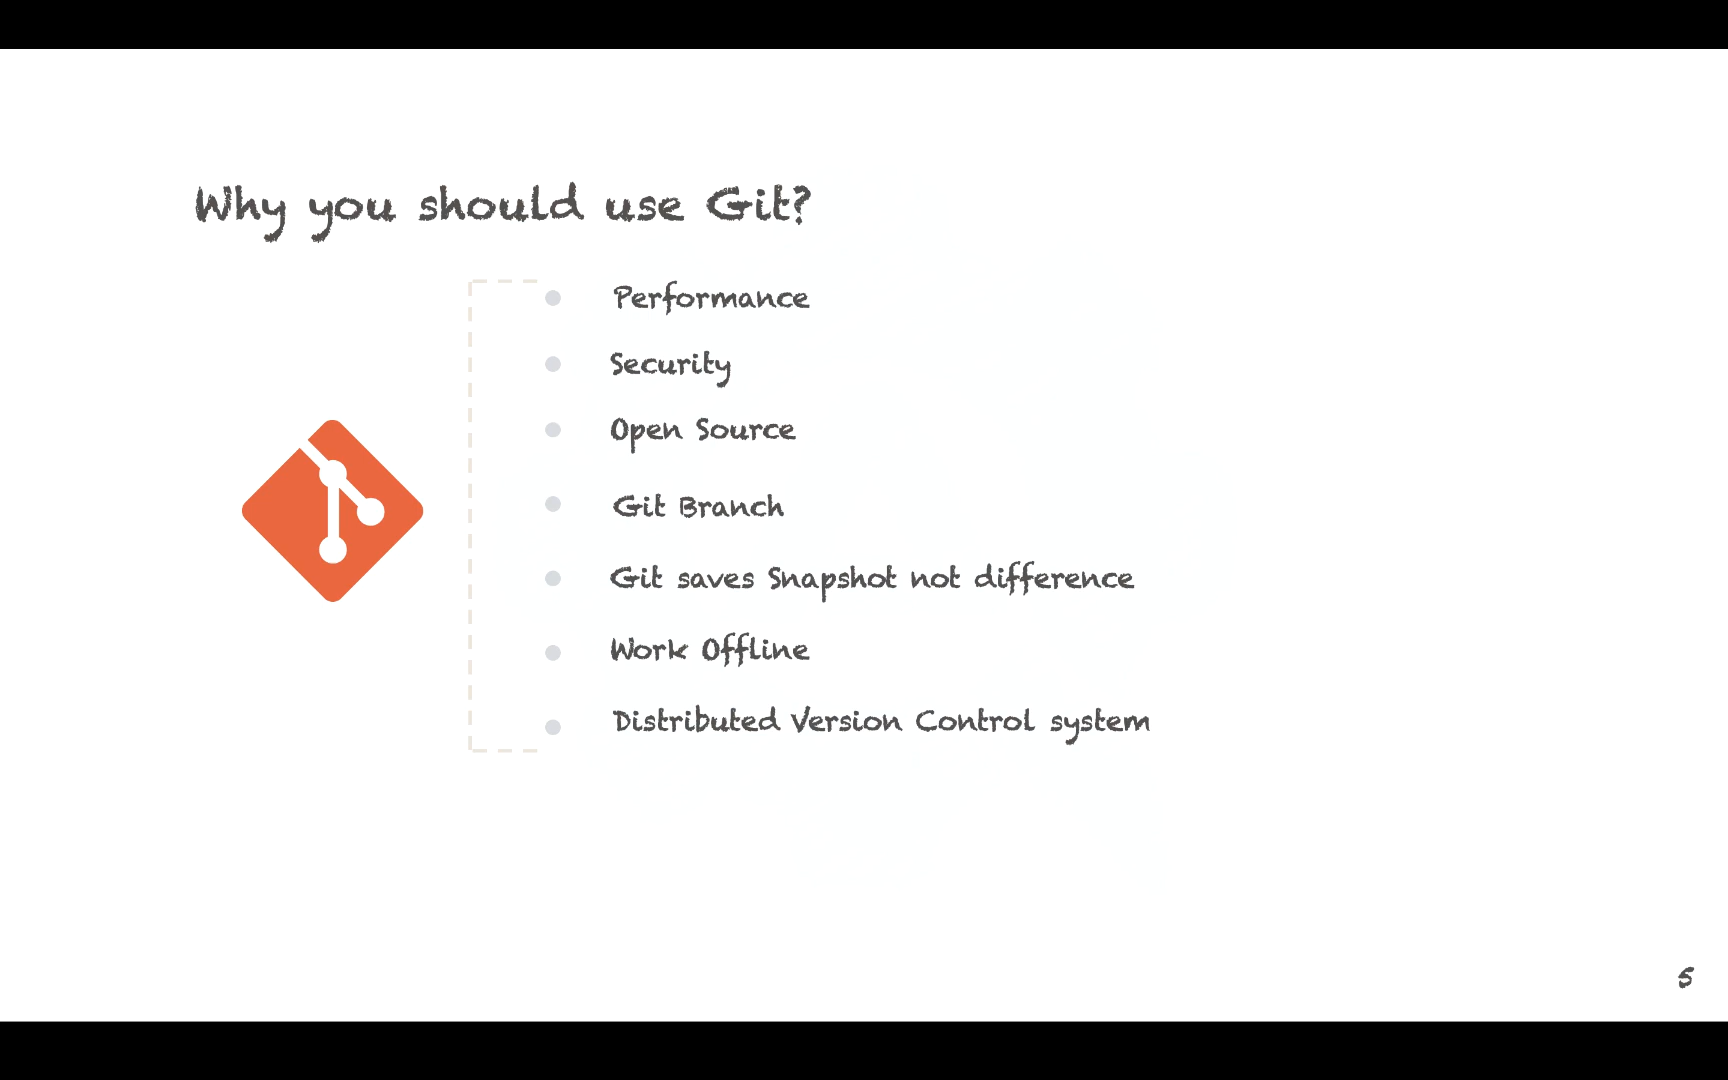 Why you should use Git?
Performance
Security
Open Source
Git Branch
Git saves Snapshot not difference
Work Offline
Distributed Version Control system
5